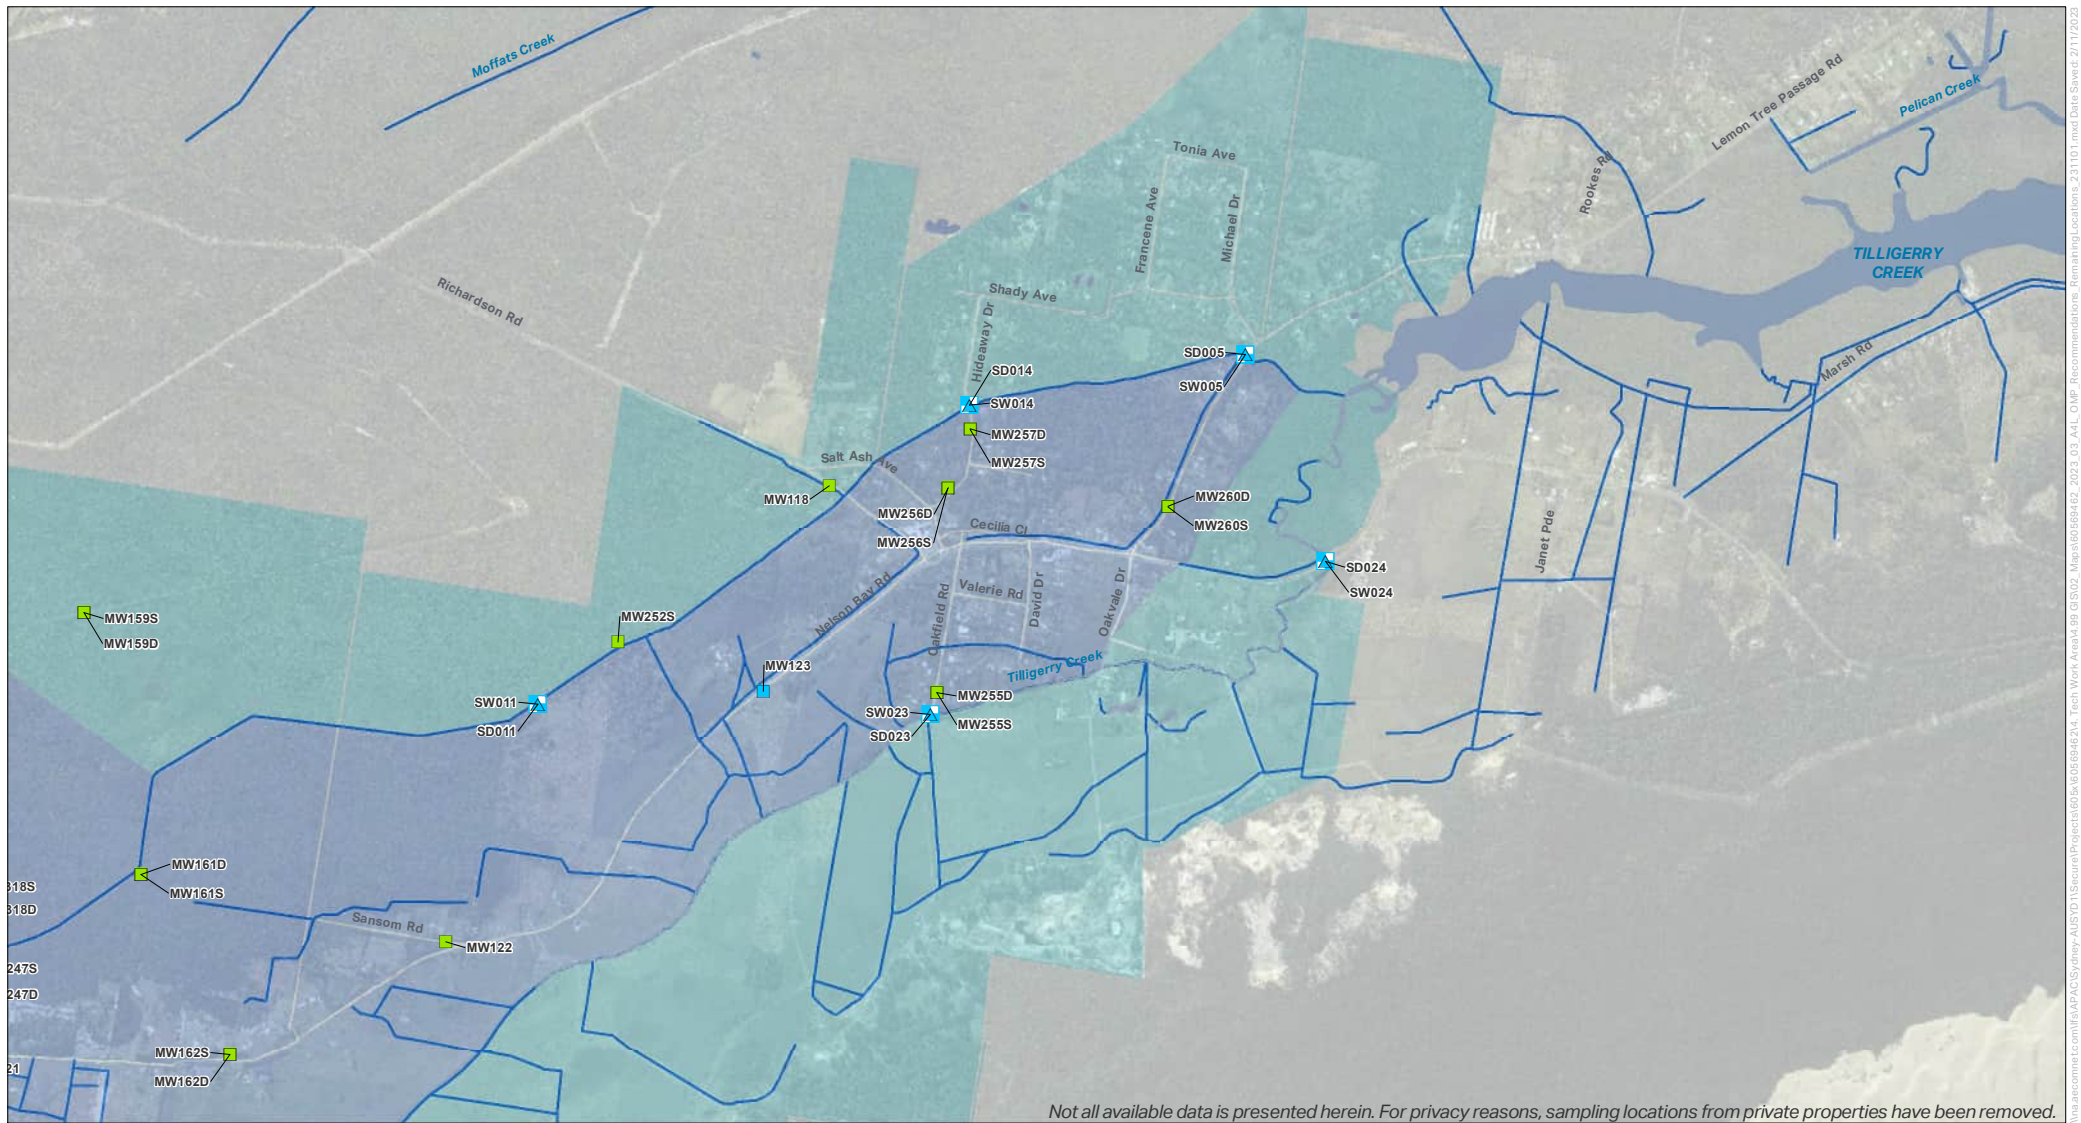 Moffats Creek
Lemon Tree Passage Rd
Pelican Creek
Tonia Ave
Rookes Rd
Francene Ave
Michael Dr
TILLIGERRY
CREEK
Richardson Rd
Shady Ave
Hideaway Dr
SD005
SW005
SD014
SW014
Marsh Rd
MW257D
MW257S
Salt Ash Ave
MW118
MW256D
MW256S
MW260D
MW260S
Cecilia Cl
Janet Pde
SD024
SW024
Nelson Bay Rd
Valerie Rd
David Dr
Oakvale Dr
Oakfield Rd
MW159S
MW159D
MW252S
MW123
Tilligerry Creek
MW255D
MW255S
SW011
SD011
SW023
SD023
MW161D
MW161S
318S
318D
Sansom Rd
MW122
247S
247D
MW162S
MW162D
21
Not all available data is presented herein. For privacy reasons, sampling locations from private properties have been removed.